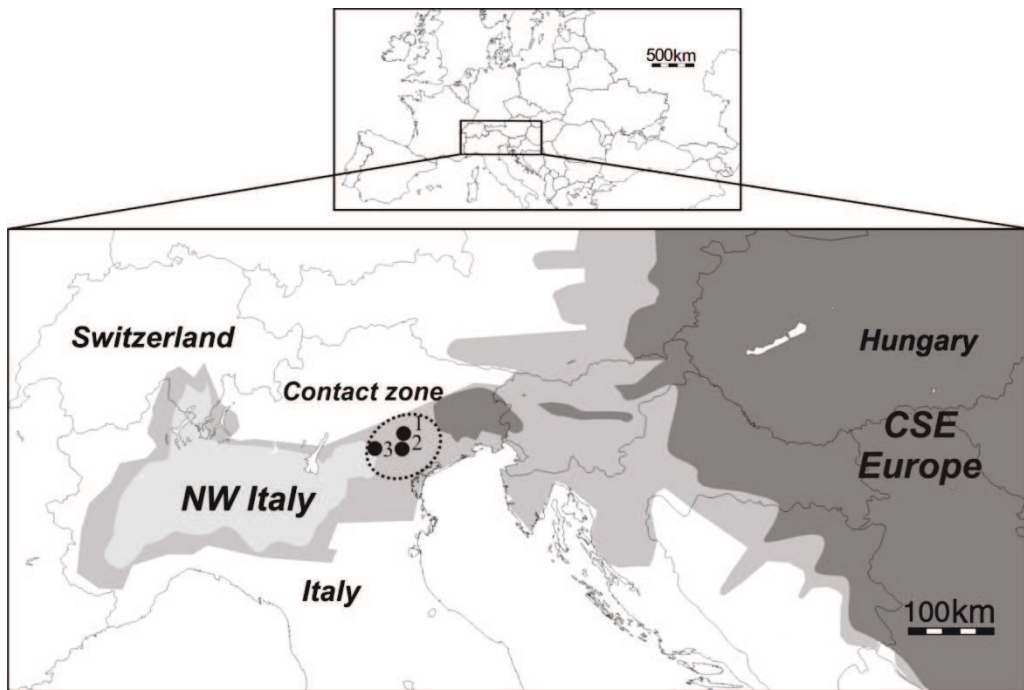 500km
Switzerland
Hungary
Contact zone
1
2
3
CSE
Europe
NW Italy
Italy
100km